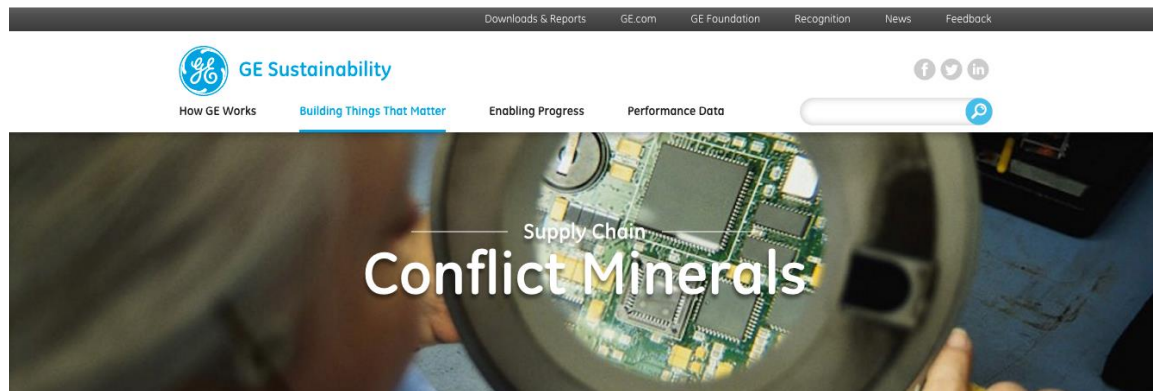 Downloads & Reports GE.com GE Foundation Recognition News Feedback
GE GE Sustainability
How GE Works Building Things That Matter Enabling Progress Performance Data
Supply Chain
Conflict Minerals